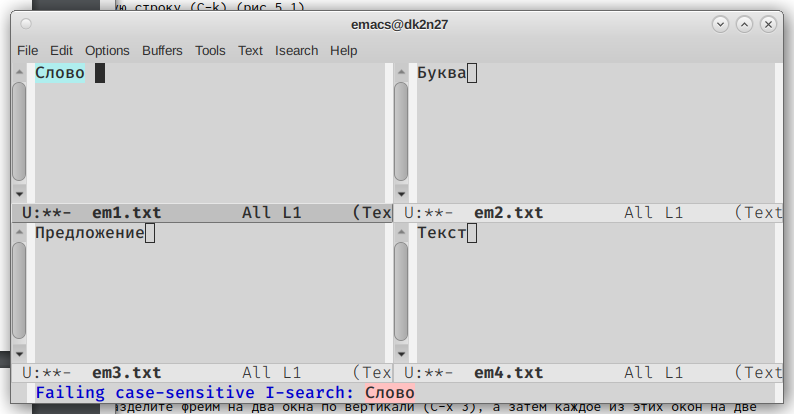 ую строку (C-k) (рис 5 1)
emacs@dk2n27
File Edit Options Buffers Tools Text Isearch Help
Слово
Буква
U:**- em1.txt All L1 (Tex
U:**- em2.txt All L1 (Text
Предложение
Текст
U:**- em3.txt All L1 (Tex
U:**- em4.txt All L1 (Text
Failing case-sensitive I-search: Слово
азделите фрейм на два окна по вертикали (C-x 3), а затем каждое из этих окон на две